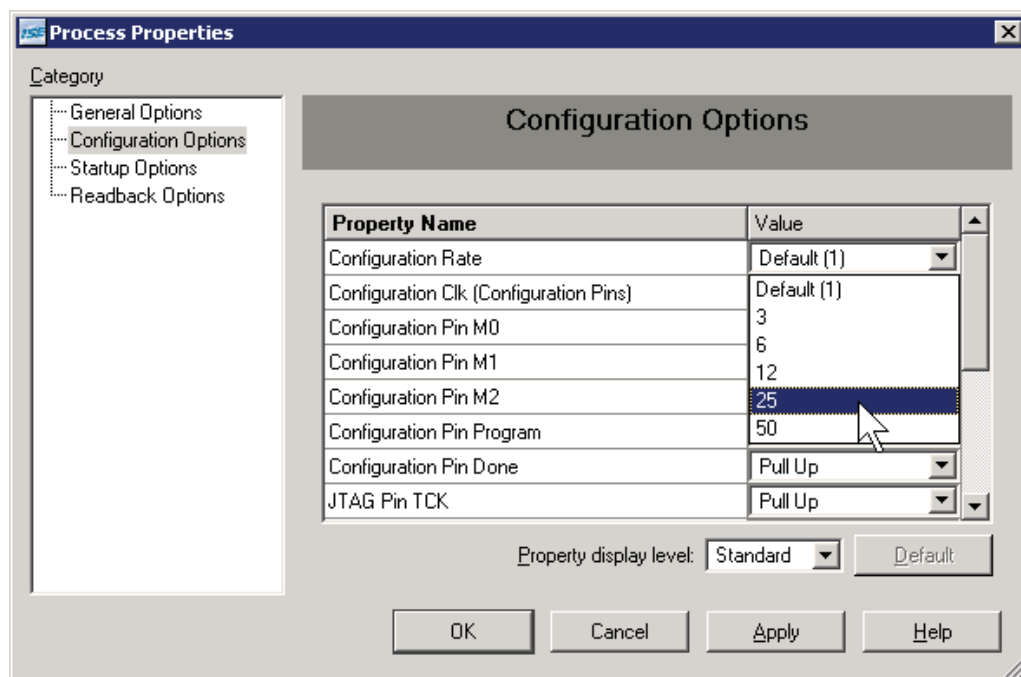 ISE Process Properties
Category
General Options
Configuration Options
Startup Options
Readback Options
Configuration Options
Property Name Value
Configuration Rate Default (1)
Configuration Clk (Configuration Pins) Default (1)
Configuration Pin M0 3
6
Configuration Pin M1 12
Configuration Pin M2 25
Configuration Pin Program 50
Configuration Pin Done Pull Up
JTAG Pin TCK Pull Up
Property display level: Standard Default
OK Cancel Apply Help